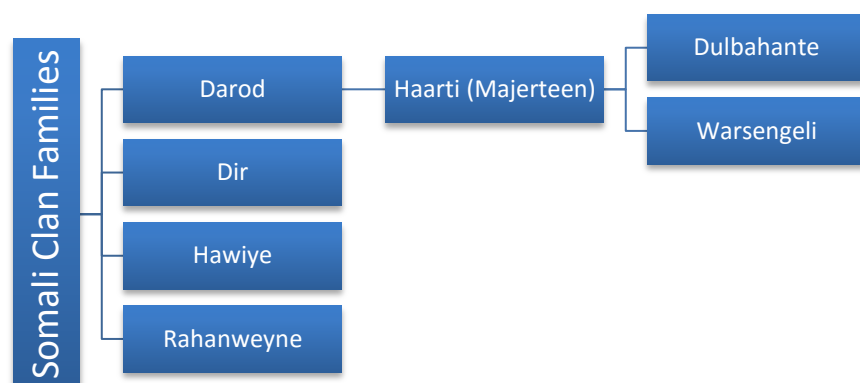 Somali Clan Families
Darod
Haarti (Majerteen)
Dulbahante
Warsengeli
Dir
Hawiye
Rahanweyne